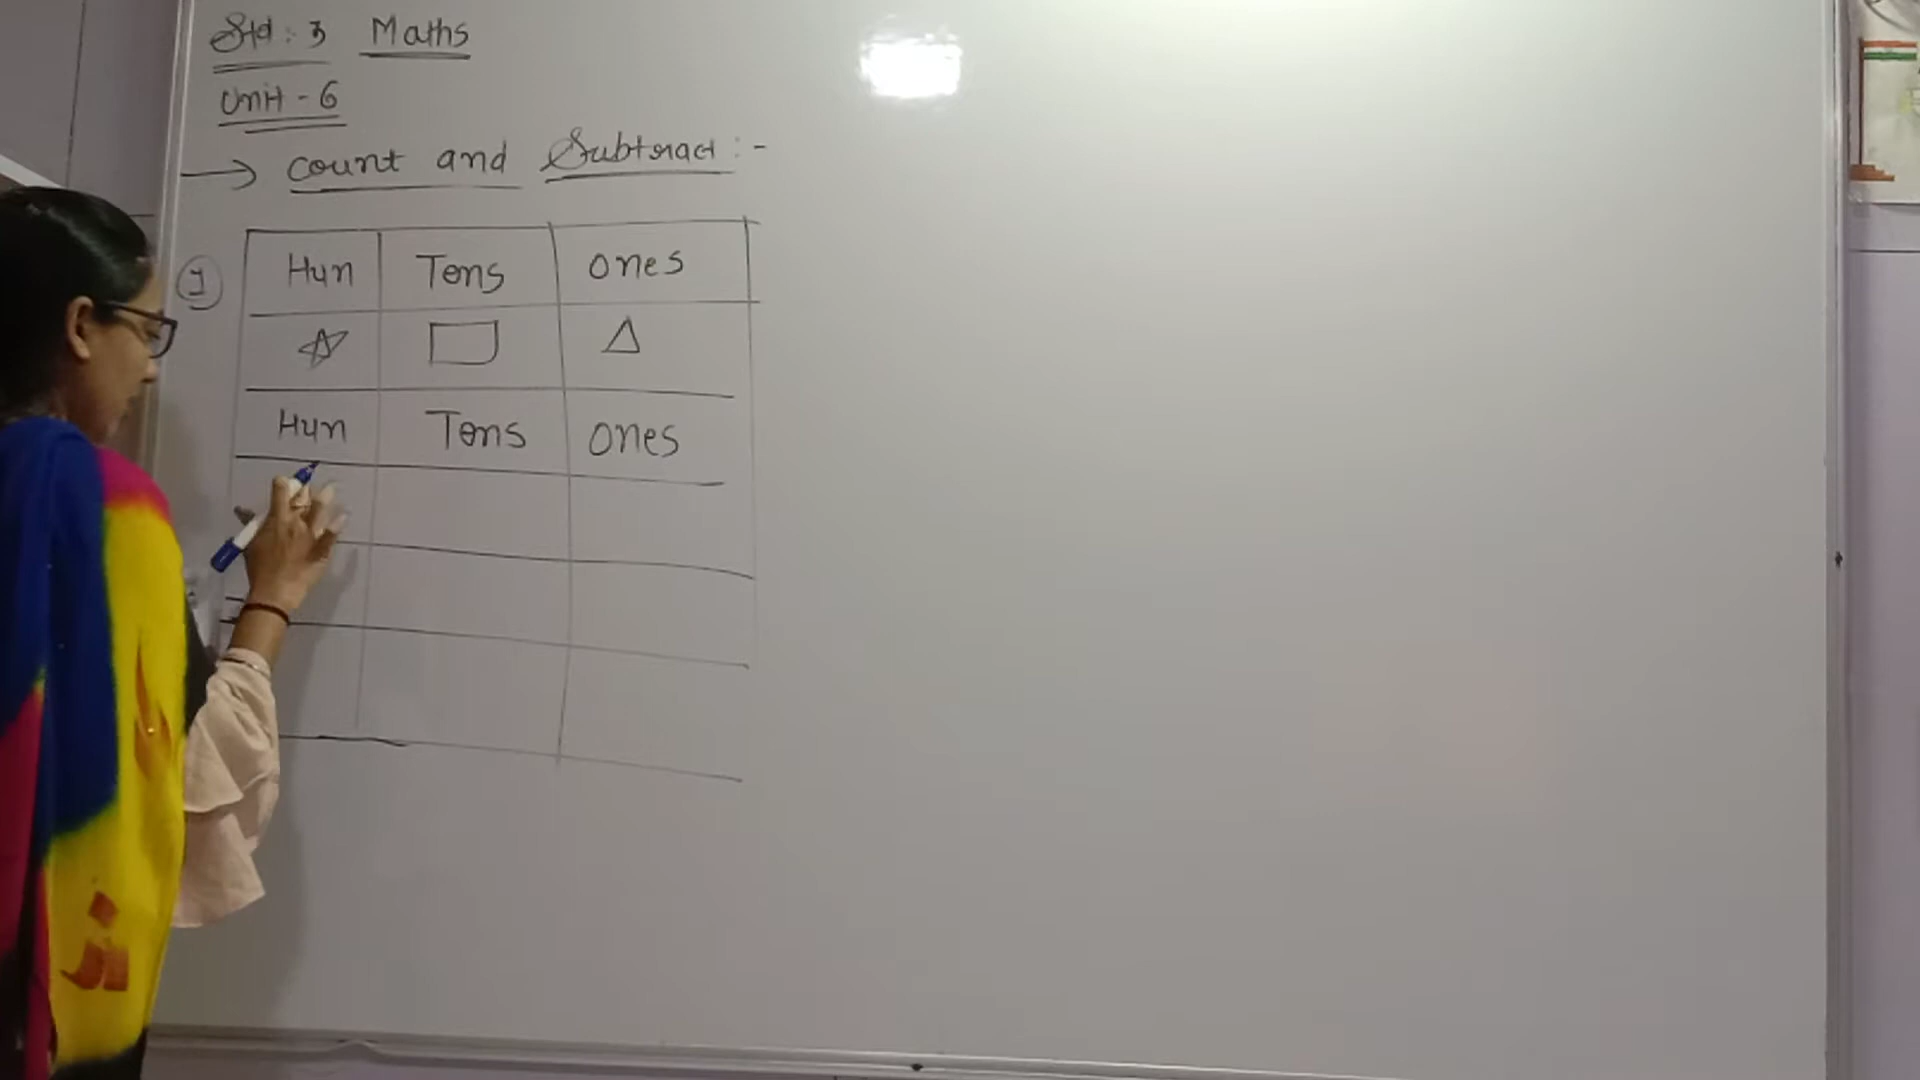 Std : 3 Maths
Unit - 6
→ count and Subtract :-
1
Hun Tens Ones
Hun Tens Ones